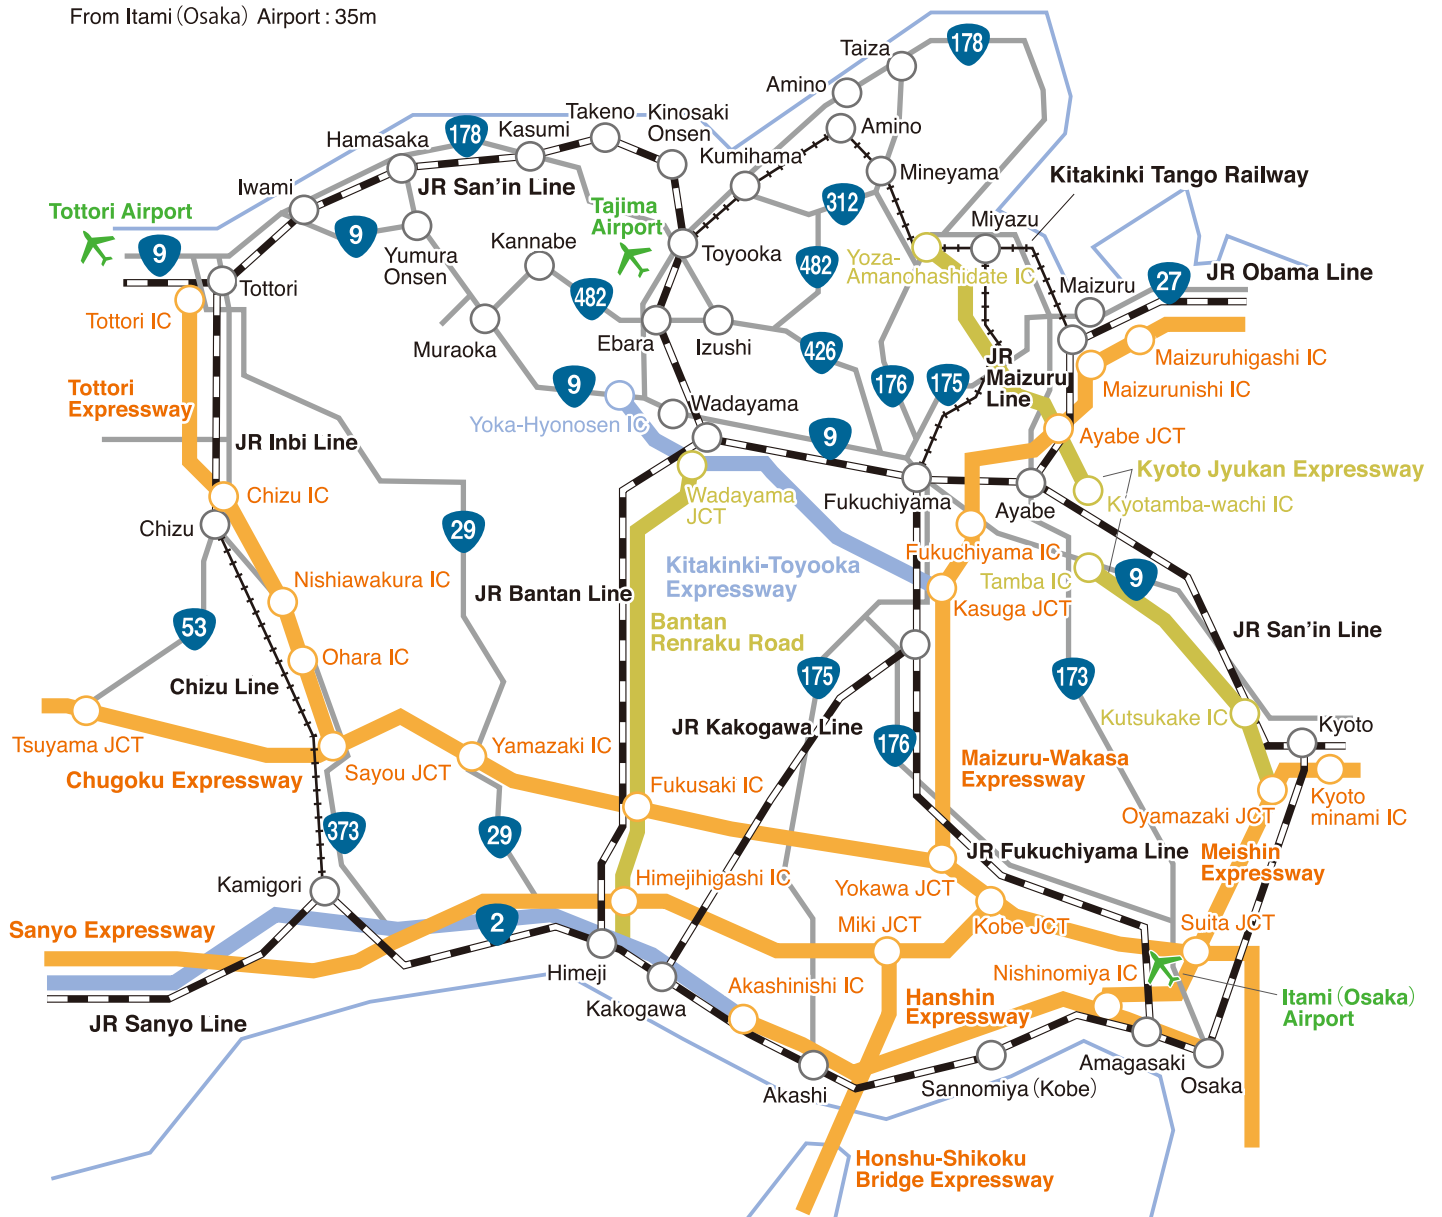 From Itami (Osaka) Airport : 35m
178
Taiza
Amino
Takeno
Kinosaki
Onsen
178
Kasumi
Hamasaka
Amino
Kumihama
Mineyama
Kitakinki Tango Railway
Iwami
JR San'in Line
312
Tottori Airport
Tajima
Airport
Miyazu
9
9
Kannabe
Yumura
Onsen
Toyooka
482
Yoza-
Amanohashidate IC
Maizuru
27
JR Obama Line
Tottori
482
Tottori IC
Muraoka
Ebara
Izushi
426
JR
Maizuru
Line
Maizuruhigashi IC
Maizurunishi IC
Tottori
Expressway
9
176
175
Yoka-Hyonosen IC
Wadayama
JR Inbi Line
9
Ayabe JCT
Kyoto Jyukan Expressway
Chizu IC
Wadayama
JCT
Fukuchiyama
Ayabe
Kyotamba-wachi IC
Chizu
29
Fukuchiyama IC
Nishiawakura IC
JR Bantan Line
Kitakinki-Toyooka
Expressway
Tamba IC
9
Kasuga JCT
53
Bantan
Renraku Road
JR San'in Line
Ohara IC
175
173
Chizu Line
JR Kakogawa Line
Kutsukake IC
Kyoto
Tsuyama JCT
Yamazaki IC
176
Chugoku Expressway
Sayou JCT
Maizuru-Wakasa
Expressway
Fukusaki IC
Oyamazaki JCT
Kyoto
minami IC
373
29
JR Fukuchiyama Line
Meishin
Expressway
Kamigori
Himejihigashi IC
Yokawa JCT
Sanyo Expressway
2
Miki JCT
Kobe JCT
Suita JCT
Himeji
Akashinishi IC
Nishinomiya IC
Kakogawa
Hanshin
Expressway
Itami (Osaka)
Airport
JR Sanyo Line
Amagasaki
Akashi
Sannomiya (Kobe)
Osaka
Honshu-Shikoku
Bridge Expressway